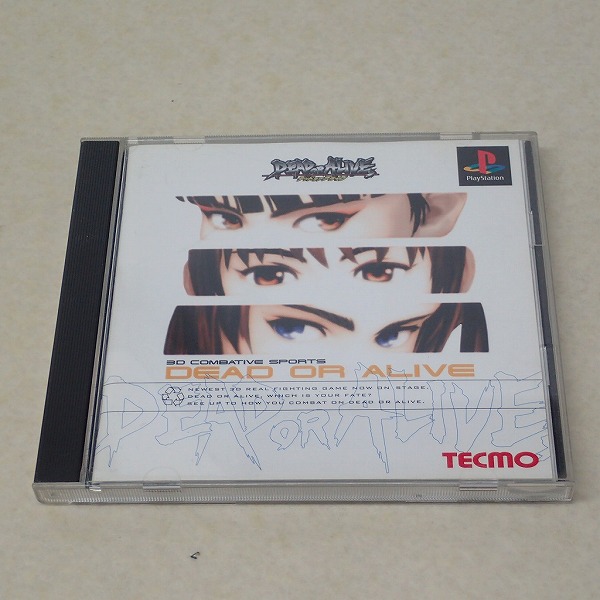 DEAD OR ALIVE
PlayStation
3D COMBATIVE SPORTS
DEAD OR ALIVE
NEWEST 3D REAL FIGHTING GAME NOW ON STAGE.
DEAD OR ALIVE, WHICH IS YOUR FATE?
SEE UP TO HOW YOU COMBAT ON DEAD OR ALIVE.
DEAD OR ALIVE
TECMO